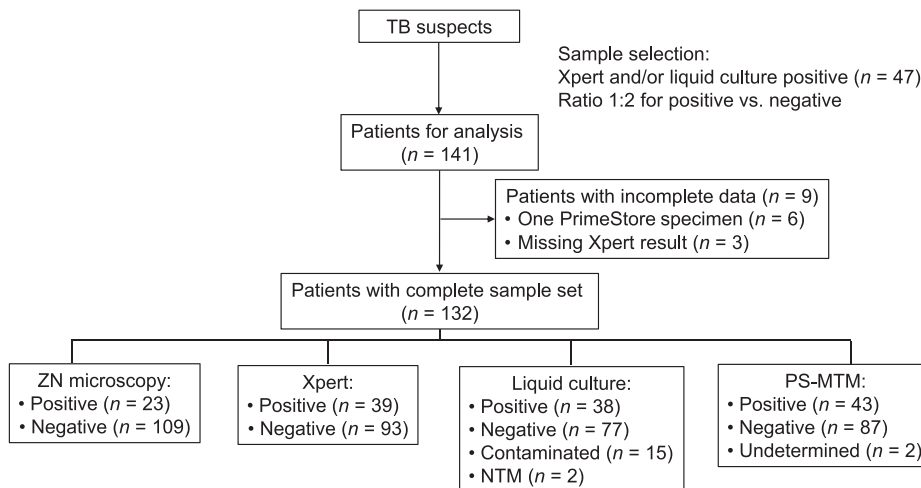 TB suspects
Sample selection:
Xpert and/or liquid culture positive (n = 47)
Ratio 1:2 for positive vs. negative
Patients for analysis
(n = 141)
Patients with incomplete data (n = 9)
• One PrimeStore specimen (n = 6)
• Missing Xpert result (n = 3)
Patients with complete sample set
n = 132)
ZN microscopy:
• Positive (n = 23)
• Negative (n = 109)
Xpert:
• Positive (n = 39)
• Negative (n = 93)
Liquid culture:
• Positive (n = 38)
• Negative (n = 77)
• Contaminated (n = 15)
• NTM (n = 2)
PS-MTM:
• Positive (n = 43)
• Negative (n = 87)
• Undetermined (n = 2)